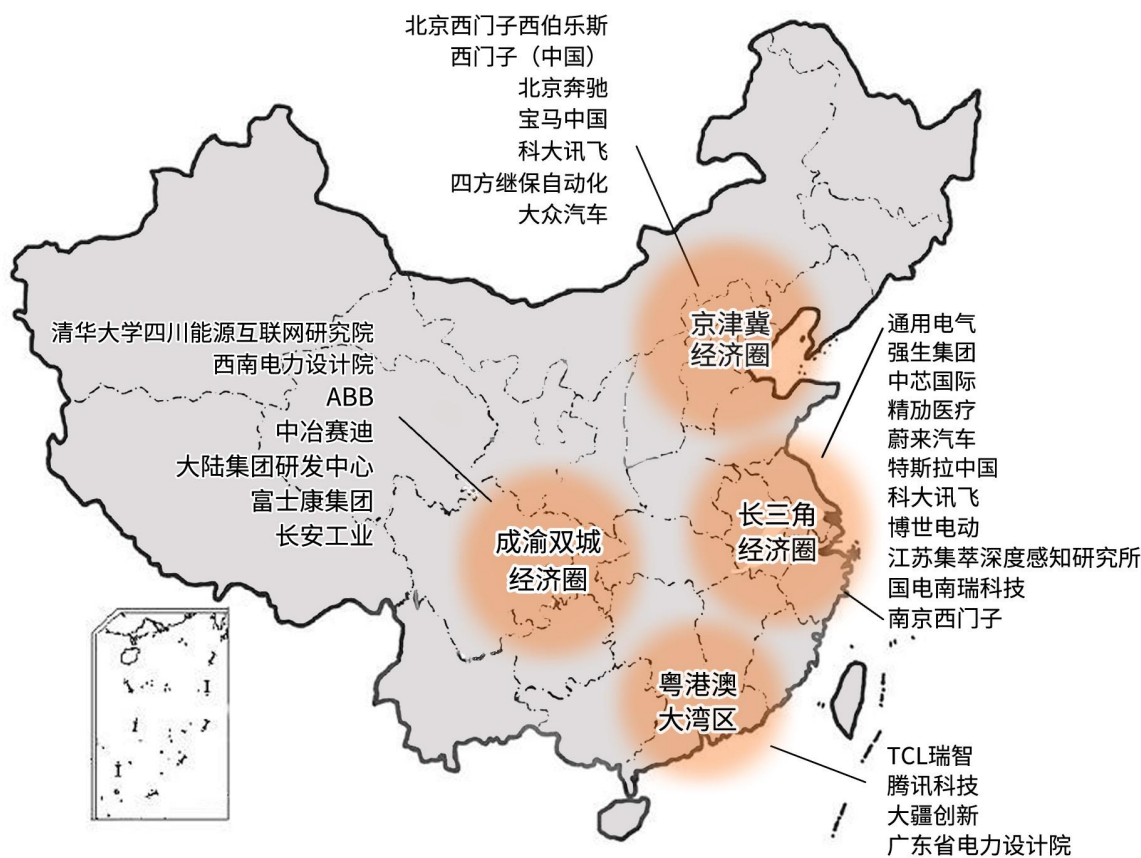 北京西门子西伯乐斯
西门子（中国）
北京奔驰
宝马中国
科大讯飞
四方继保自动化
大众汽车
京津冀
经济圈
清华大学四川能源互联网研究院
西南电力设计院
ABB
中冶赛迪
大陆集团研发中心
富士康集团
长安工业
成渝双城
经济圈
通用电气
强生集团
中芯国际
精劢医疗
蔚来汽车
特斯拉中国
科大讯飞
博世电动
江苏集萃深度感知研究所
国电南瑞科技
南京西门子
长三角
经济圈
粤港澳
大湾区
TCL瑞智
腾讯科技
大疆创新
广东省电力设计院